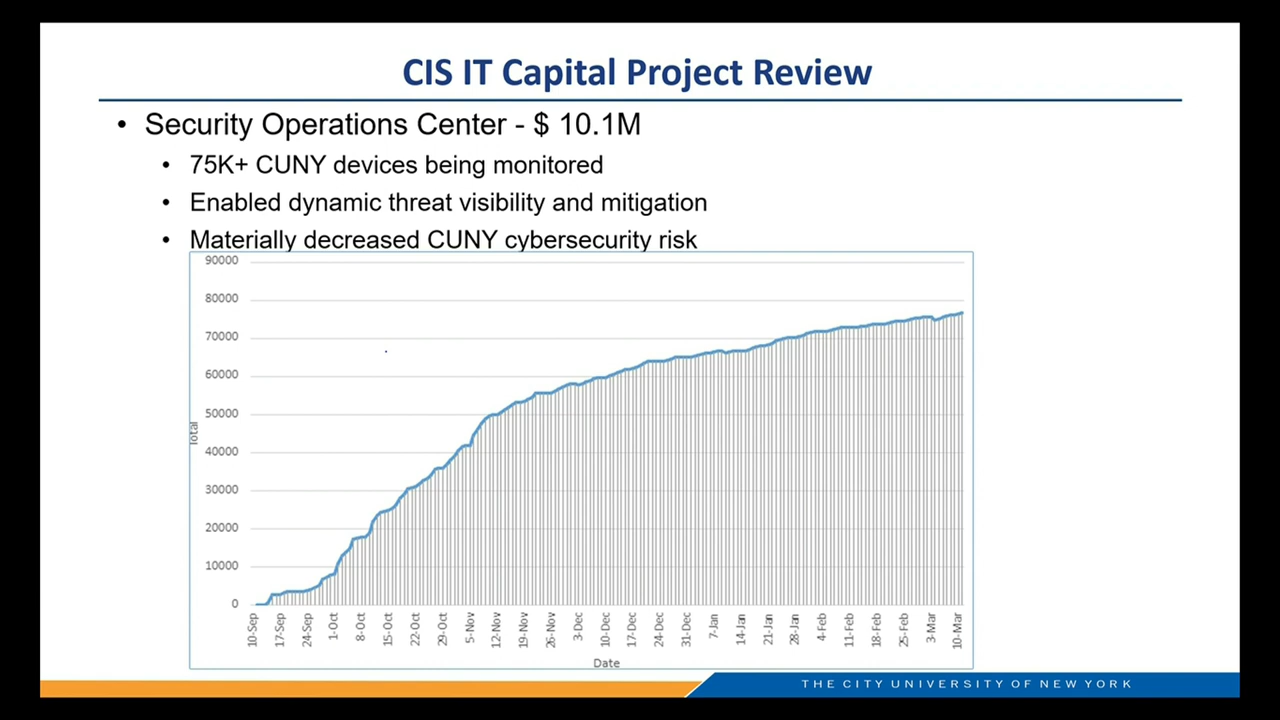 CIS IT Capital Project Review
• Security Operations Center - $ 10.1M
• 75K+ CUNY devices being monitored
• Enabled dynamic threat visibility and mitigation
• Materially decreased CUNY cybersecurity risk
90000
80000
70000
60000
50000
40000
30000
20000
10000
0
Total
10-Sep
17-Sep
24-Sep
1-Oct
8-Oct
15-Oct
22-Oct
29-Oct
5-Nov
12-Nov
19-Nov
26-Nov
3-Dec
10-Dec
17-Dec
24-Dec
31-Dec
7-Jan
14-Jan
21-Jan
28-Jan
4-Feb
11-Feb
18-Feb
25-Feb
3-Mar
10-Mar
Date
THE CITY UNIVERSITY OF NEW YORK